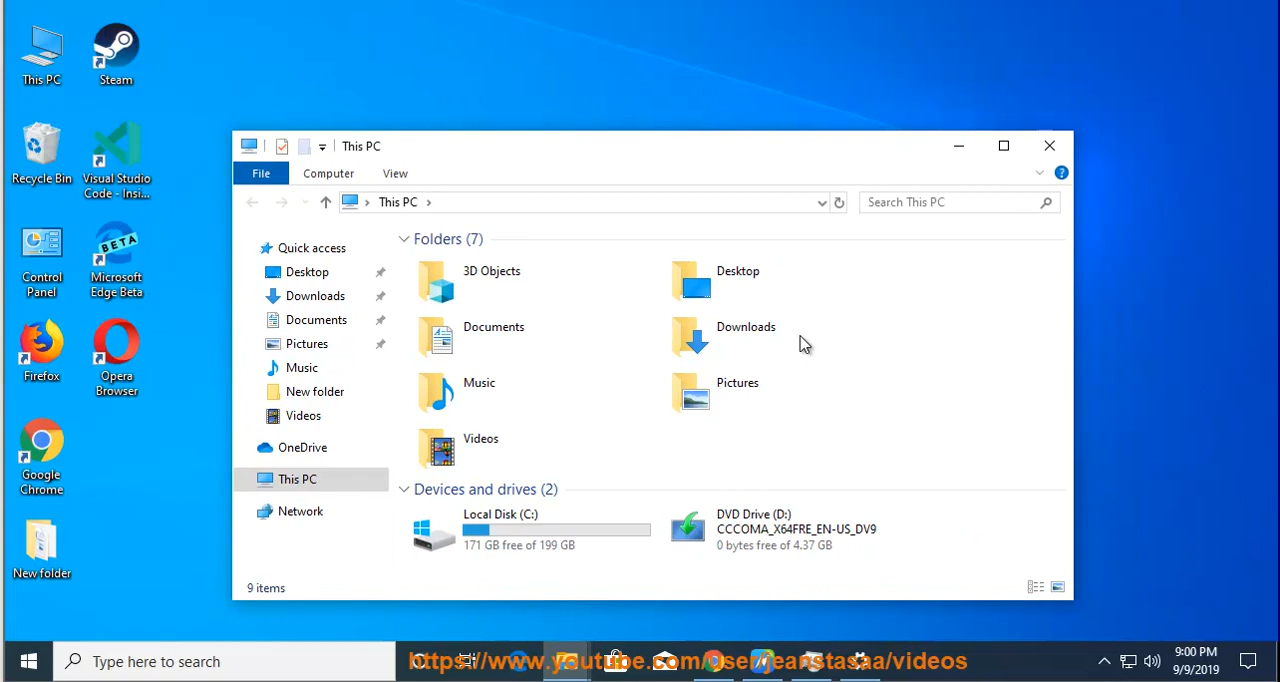 This PC
Steam
Recycle Bin
Visual Studio
Code - Insi...
Control
Panel
BETA
Microsoft
Edge Beta
Firefox
Opera
Browser
Google
Chrome
New folder
This PC
File
Computer
View
This PC
Search This PC
Quick access
Desktop
Downloads
Documents
Pictures
Music
New folder
Videos
OneDrive
This PC
Network
Folders (7)
3D Objects
Desktop
Documents
Downloads
Music
Pictures
Videos
Devices and drives (2)
Local Disk (C:)
171 GB free of 199 GB
DVD Drive (D:)
CCCOMA_X64FRE_EN-US_DV9
0 bytes free of 4.37 GB
9 items
Type here to search
https://www.youtube.com/user/jeanstasaa/videos
9:00 PM
9/9/2019